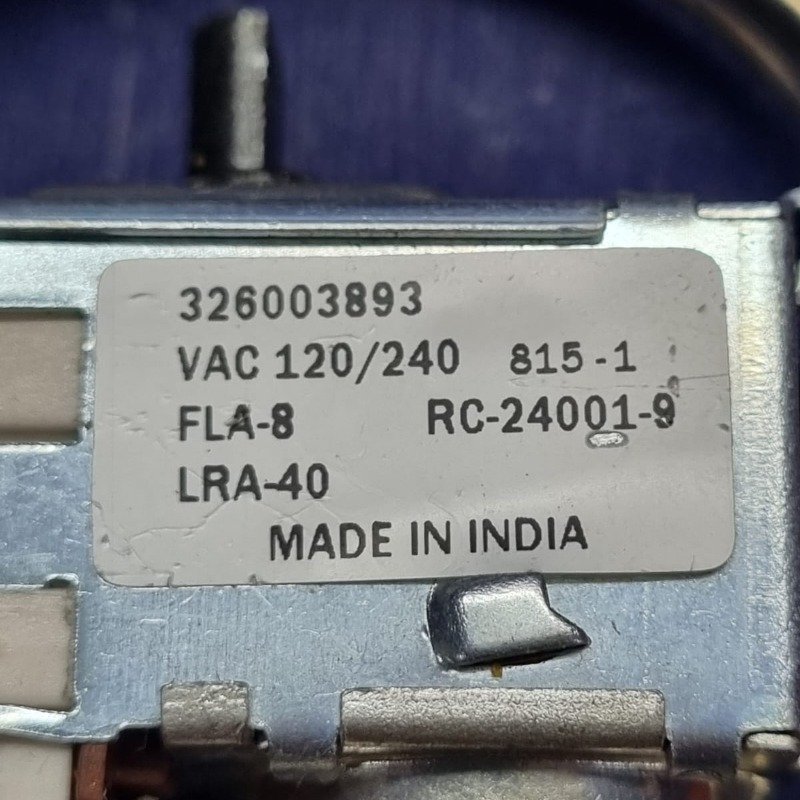 326003893
VAC 120/240 815-1
FLA-8 RC-24001-9
LRA-40
MADE IN INDIA